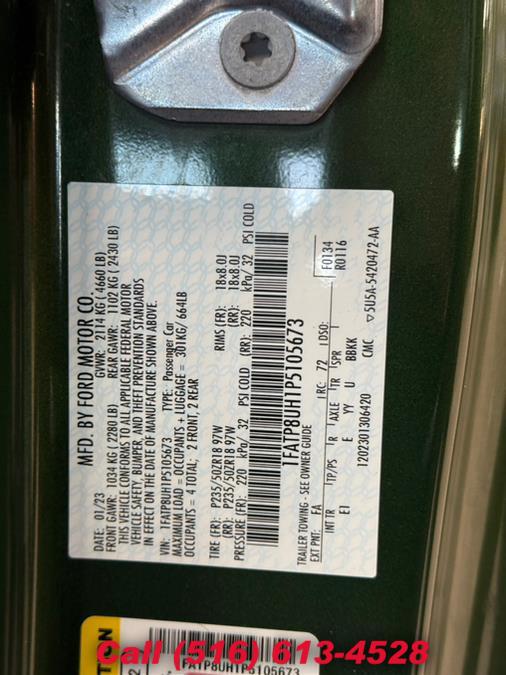 MFD. BY FORD MOTOR CO.
DATE: 01/23 GVWR: 2114 KG ( 4660 LB)
FRONT GAWR: 1034 KG ( 2280 LB) REAR GAWR: 1102 KG ( 2430 LB)
THIS VEHICLE CONFORMS TO ALL APPLICABLE FEDERAL MOTOR
VEHICLE SAFETY, BUMPER, AND THEFT PREVENTION STANDARDS
IN EFFECT ON THE DATE OF MANUFACTURE SHOWN ABOVE.
VIN: 1FATP8UH1P5105673 TYPE: Passenger Car
MAXIMUM LOAD = OCCUPANTS + LUGGAGE = 301KG/ 664LB
OCCUPANTS = 4 TOTAL; 2 FRONT, 2 REAR
TIRE (FR): P235/50ZR18 97W RIMS (FR): 18x8.0J
(RR): P235/50ZR18 97W (RR): 18x8.0J
PRESSURE (FR): 220 kPa/ 32 PSI COLD (RR): 220 kPa/ 32 PSI COLD
1FATP8UH1P5105673
TRAILER TOWING - SEE OWNER GUIDE
EXT PNT: FA RC: 72 DSO: F0134
R0116
INT TR TP/PS R AXLE TR SPR
EI E YY U BBKK
1202301306420 CMC ▽5U5A-5420472-AA
FATP8UH1P5105673
Call (516) 613-4528